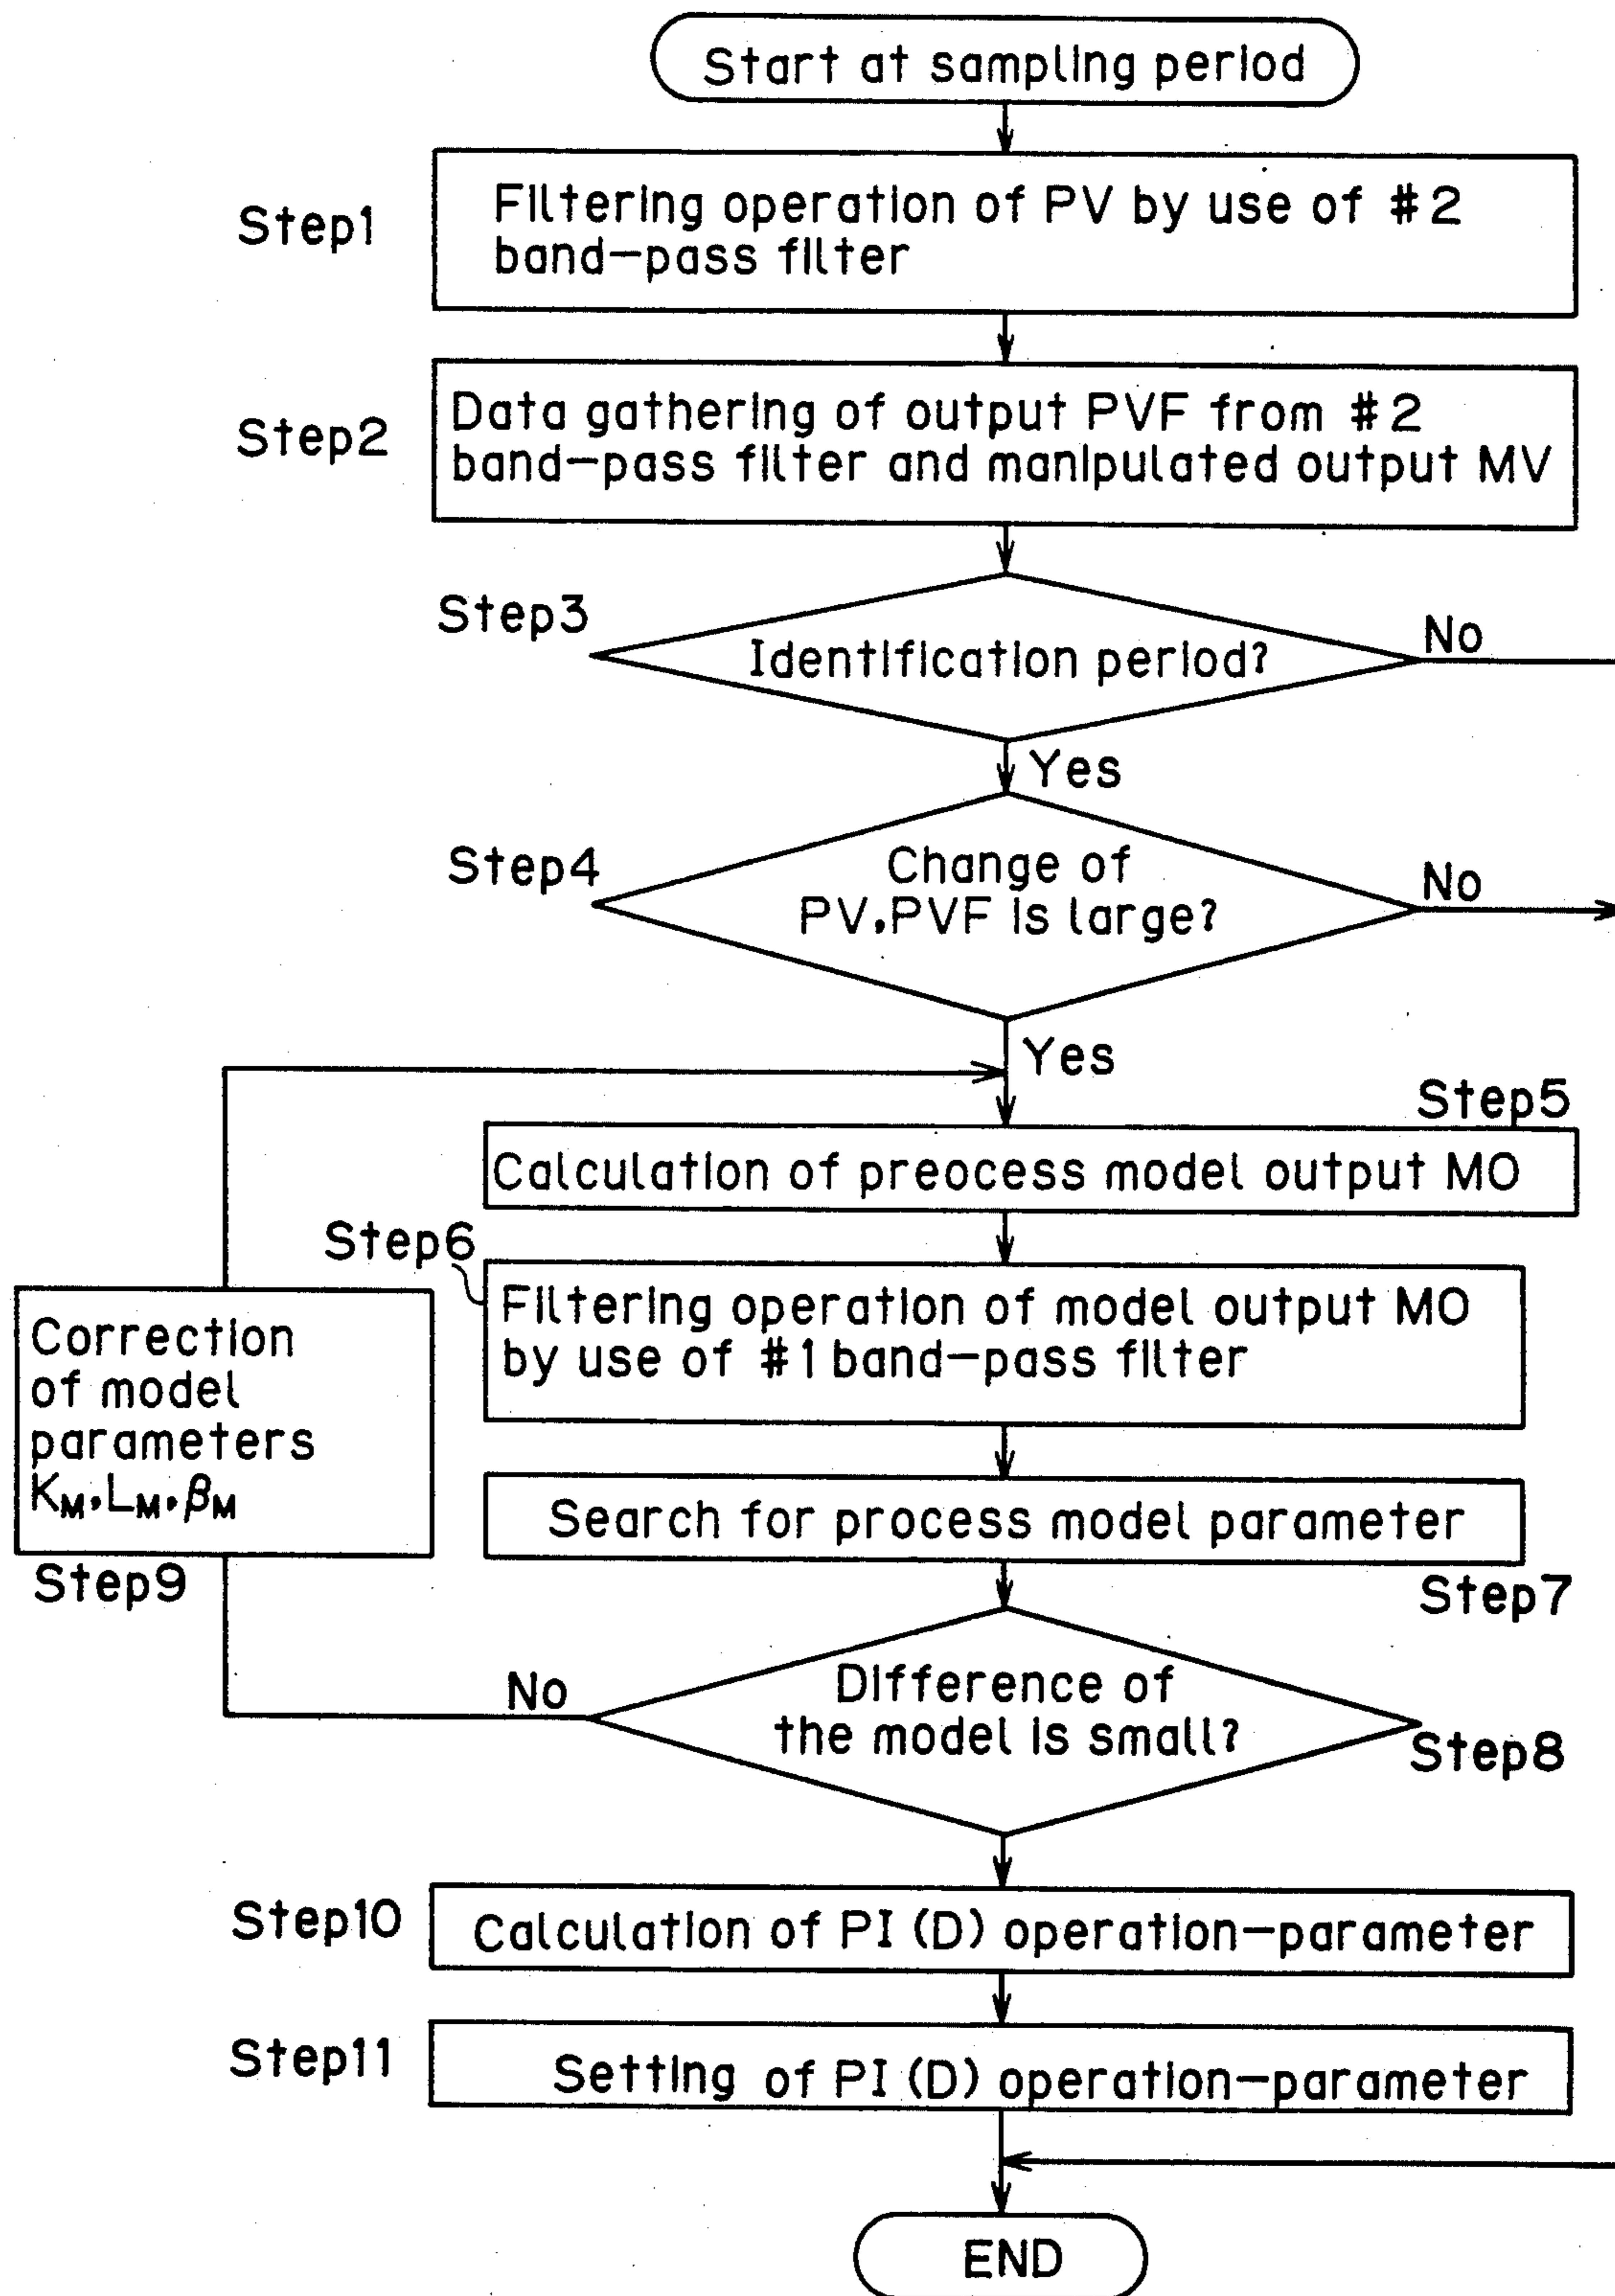 Start at sampling period
Step1
Filtering operation of PV by use of #2
band-pass filter
Step2
Data gathering of output PVF from #2
band-pass filter and manipulated output MV
Step3
Identification period?
No
Yes
Step4
Change of
PV,PVF is large?
No
Yes
Step5
Calculation of preocess model output MO
Step6
Filtering operation of model output MO
by use of #1 band-pass filter
Correction
of model
parameters
KM,LM,βM
Step9
Search for process model parameter
Step7
No
Difference of
the model is small?
Step8
Step10
Calculation of PI (D) operation-parameter
Step11
Setting of PI (D) operation-parameter
END